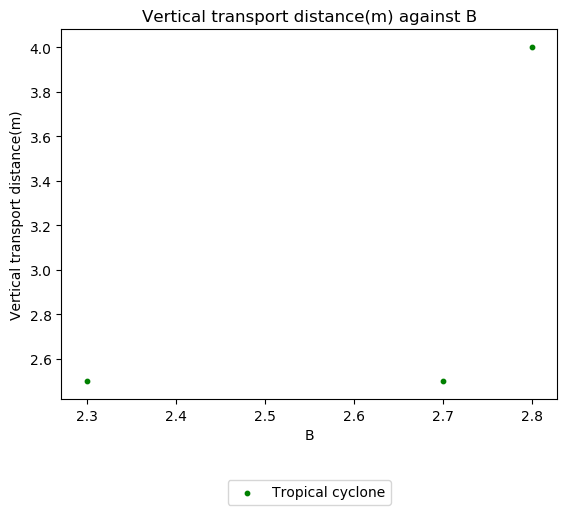 Vertical transport distance(m) against B
4.0
3.8
3.6
3.4
3.2
3.0
2.8
2.6
Vertical transport distance(m)
2.3 2.4 2.5 2.6 2.7 2.8
B
Tropical cyclone